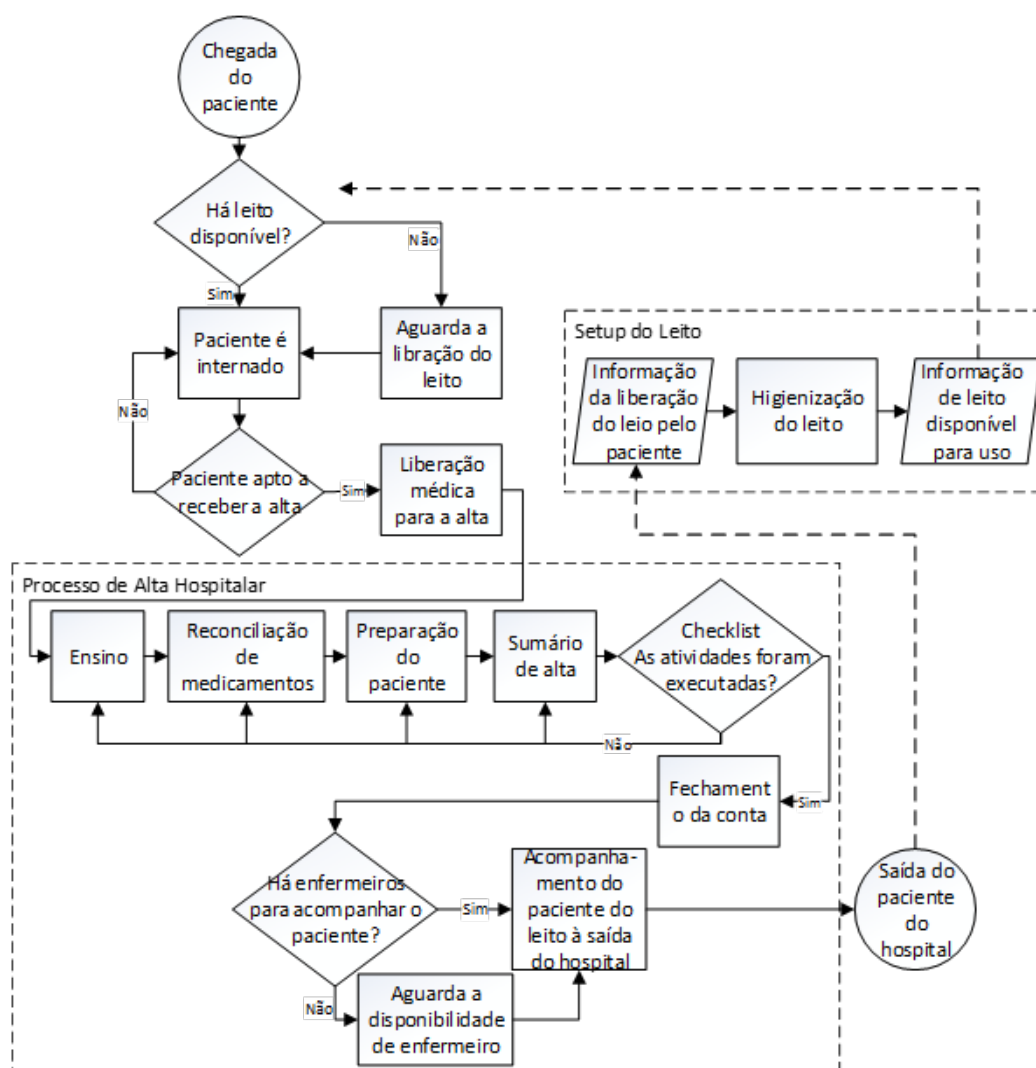 Chegada
do
paciente
Há leito
disponível?
Não
Sim
Paciente é
internado
Aguarda a
libração do
leito
Não
Paciente apto a
receber a alta
Sim
Liberação
médica
para a alta
Setup do Leito
Informação
da liberação
do leio pelo
paciente
Higienização
do leito
Informação
de leito
disponível
para uso
Processo de Alta Hospitalar
Ensino
Reconciliação
de
medicamentos
Preparação
do
paciente
Sumário
de alta
Checklist
As atividades foram
executadas?
Não
Sim
Fechament
o da conta
Há enfermeiros
para acompanhar o
paciente?
Sim
Acompanha-
mento do
paciente do
leito à saída
do hospital
Saída do
paciente
do
hospital
Não
Aguarda a
disponibilidade
de enfermeiro